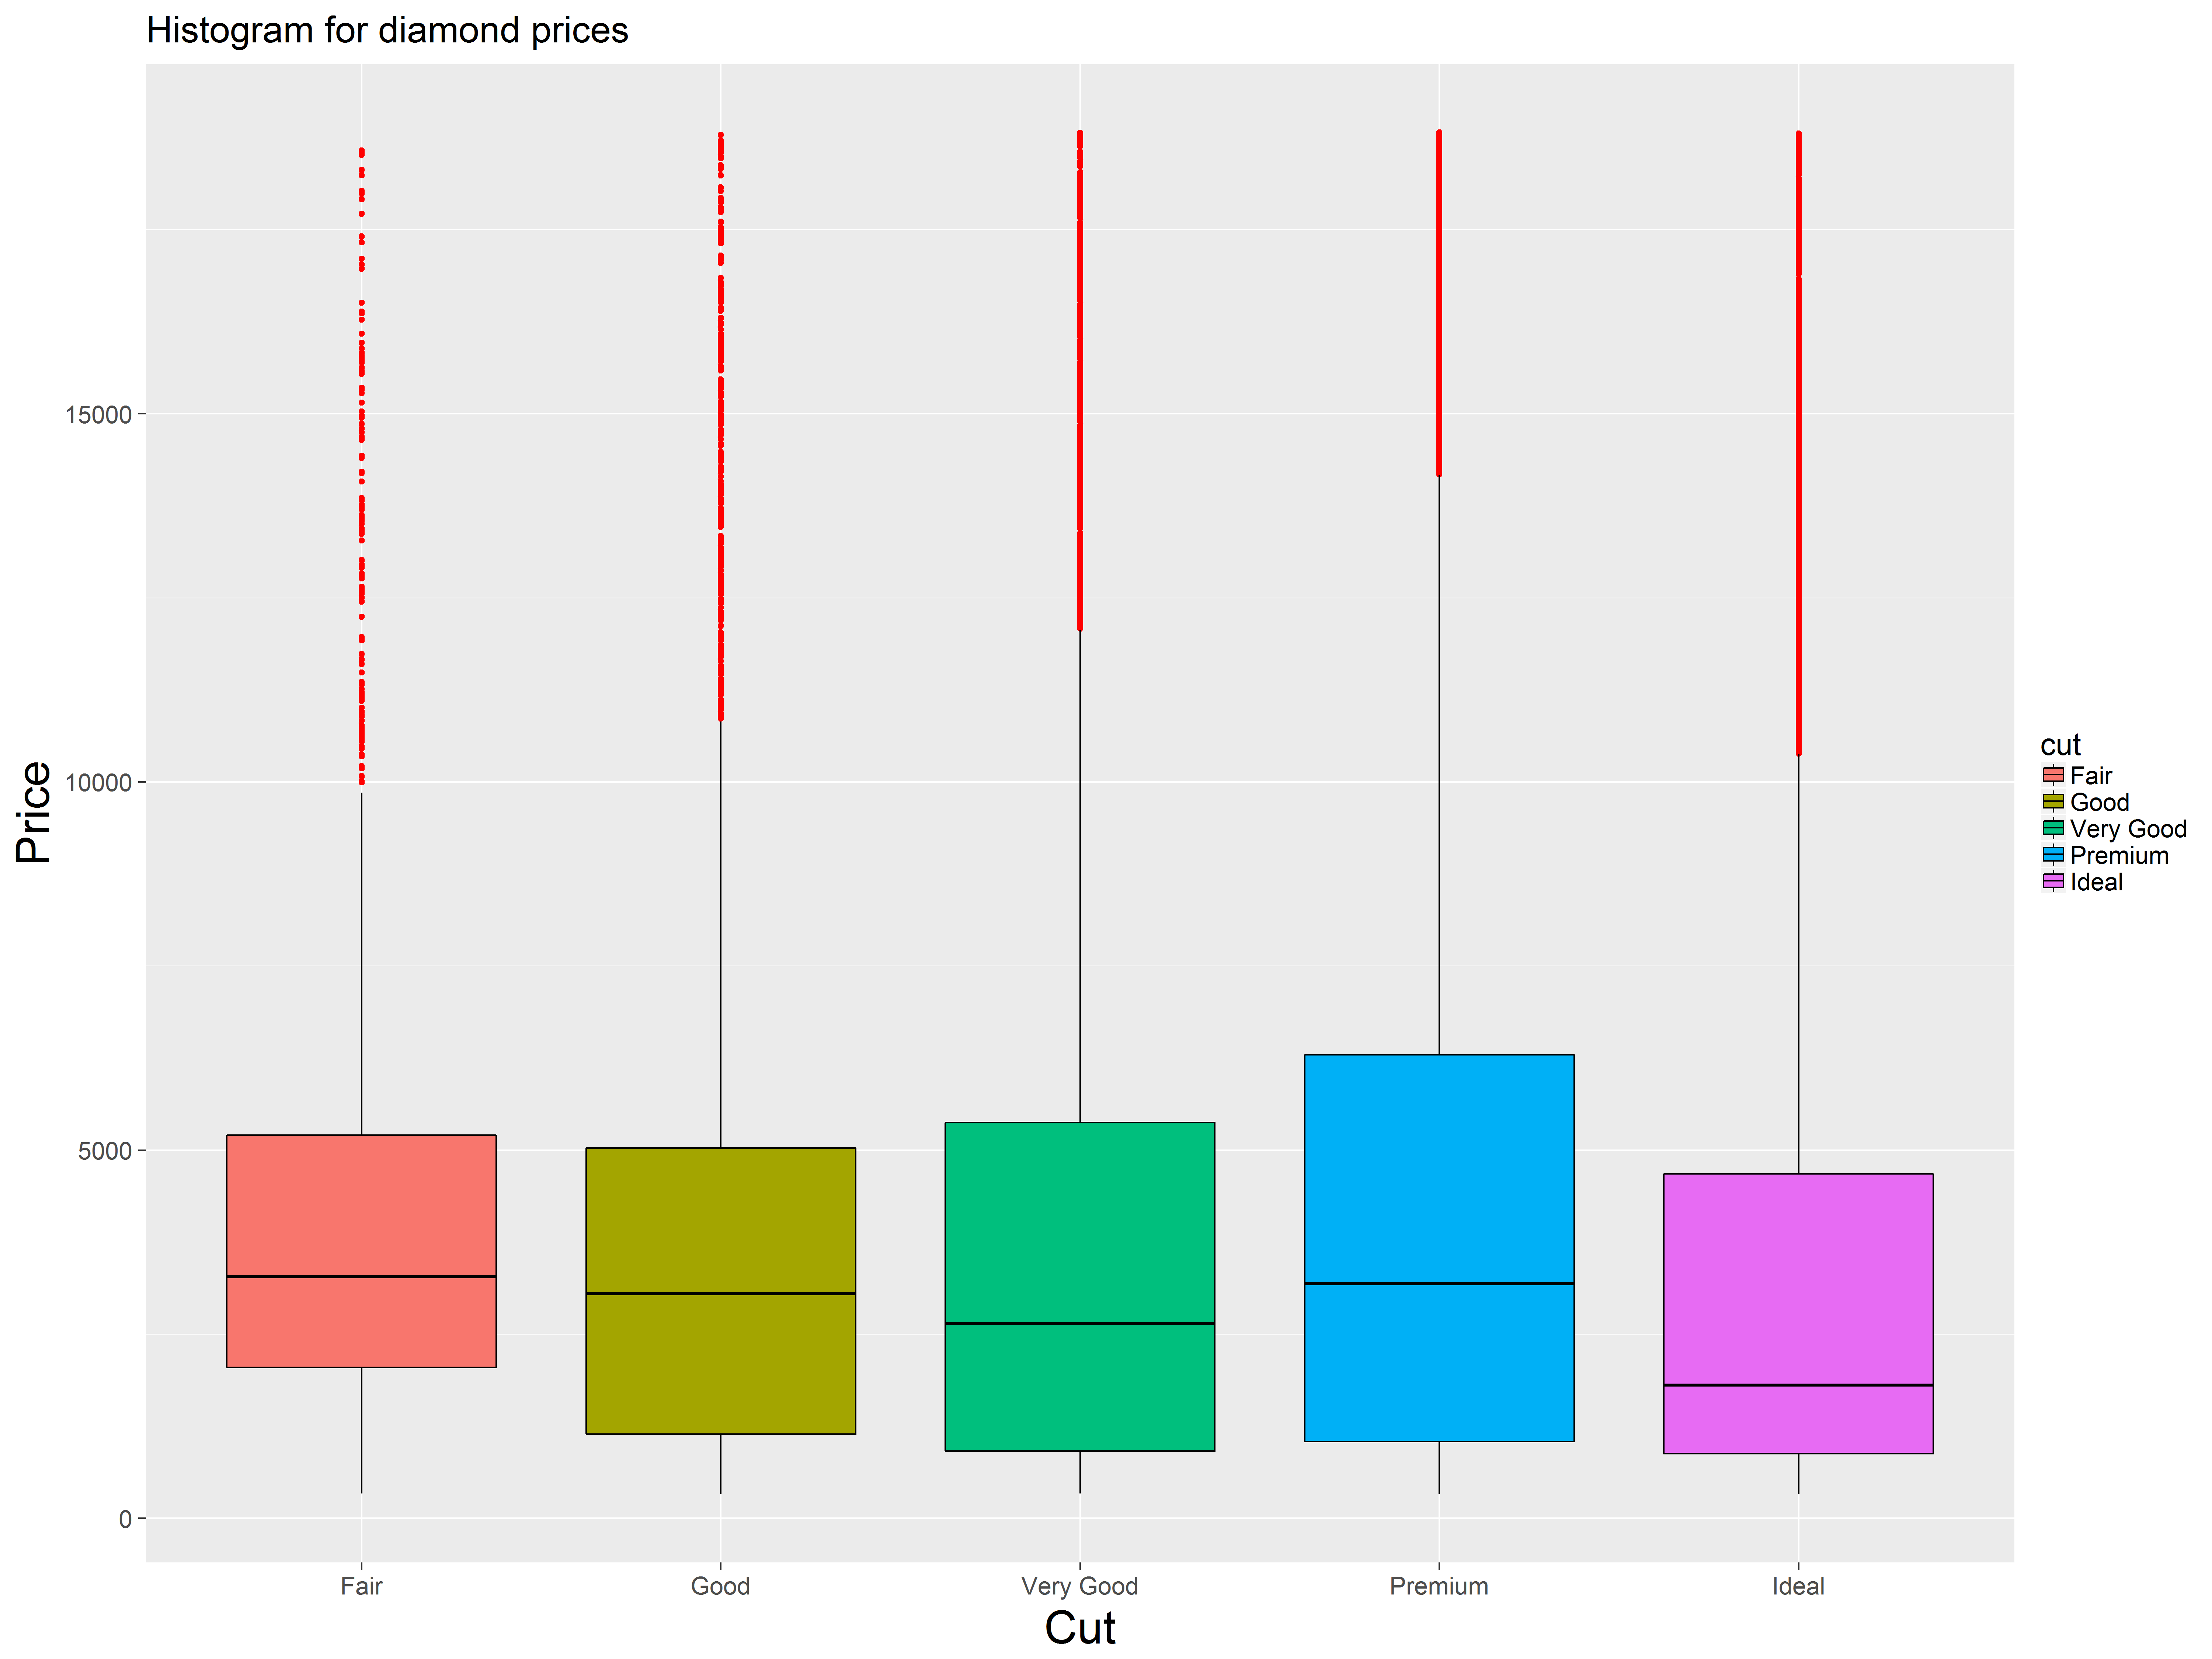 Histogram for diamond prices
Price
15000
10000
5000
0
Fair
Good
Very Good
Premium
Ideal
Cut
cut
Fair
Good
Very Good
Premium
Ideal